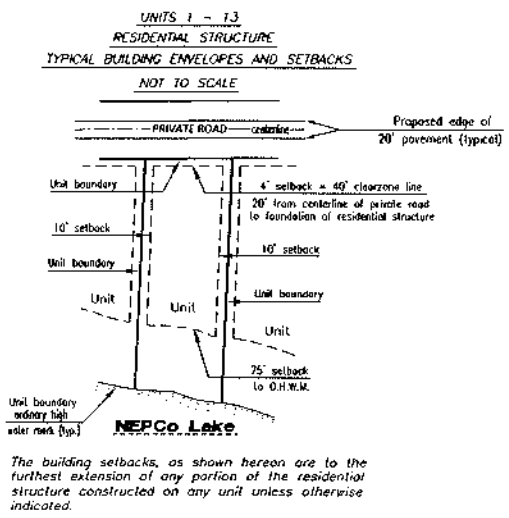 UNITS 1 - 13
RESIDENTIAL STRUCTURE
TYPICAL BUILDING ENVELOPES AND SETBACKS
NOT TO SCALE
PRIVATE ROAD
centerline
Proposed edge of
20' pavement (typical)
Unit boundary
4' setback = 40' clearzone line
20' from centerline of private road
to foundation of residential structure
10' setback
10' setback
Unit boundary
Unit boundary
Unit
Unit
Unit
75' setback
to O.H.W.M.
Unit boundary
ordinary high
water mark (typ.)
NEPCo Lake
The building setbacks, as shown hereon are to the
furthest extension of any portion of the residential
structure constructed on any unit unless otherwise
indicated.